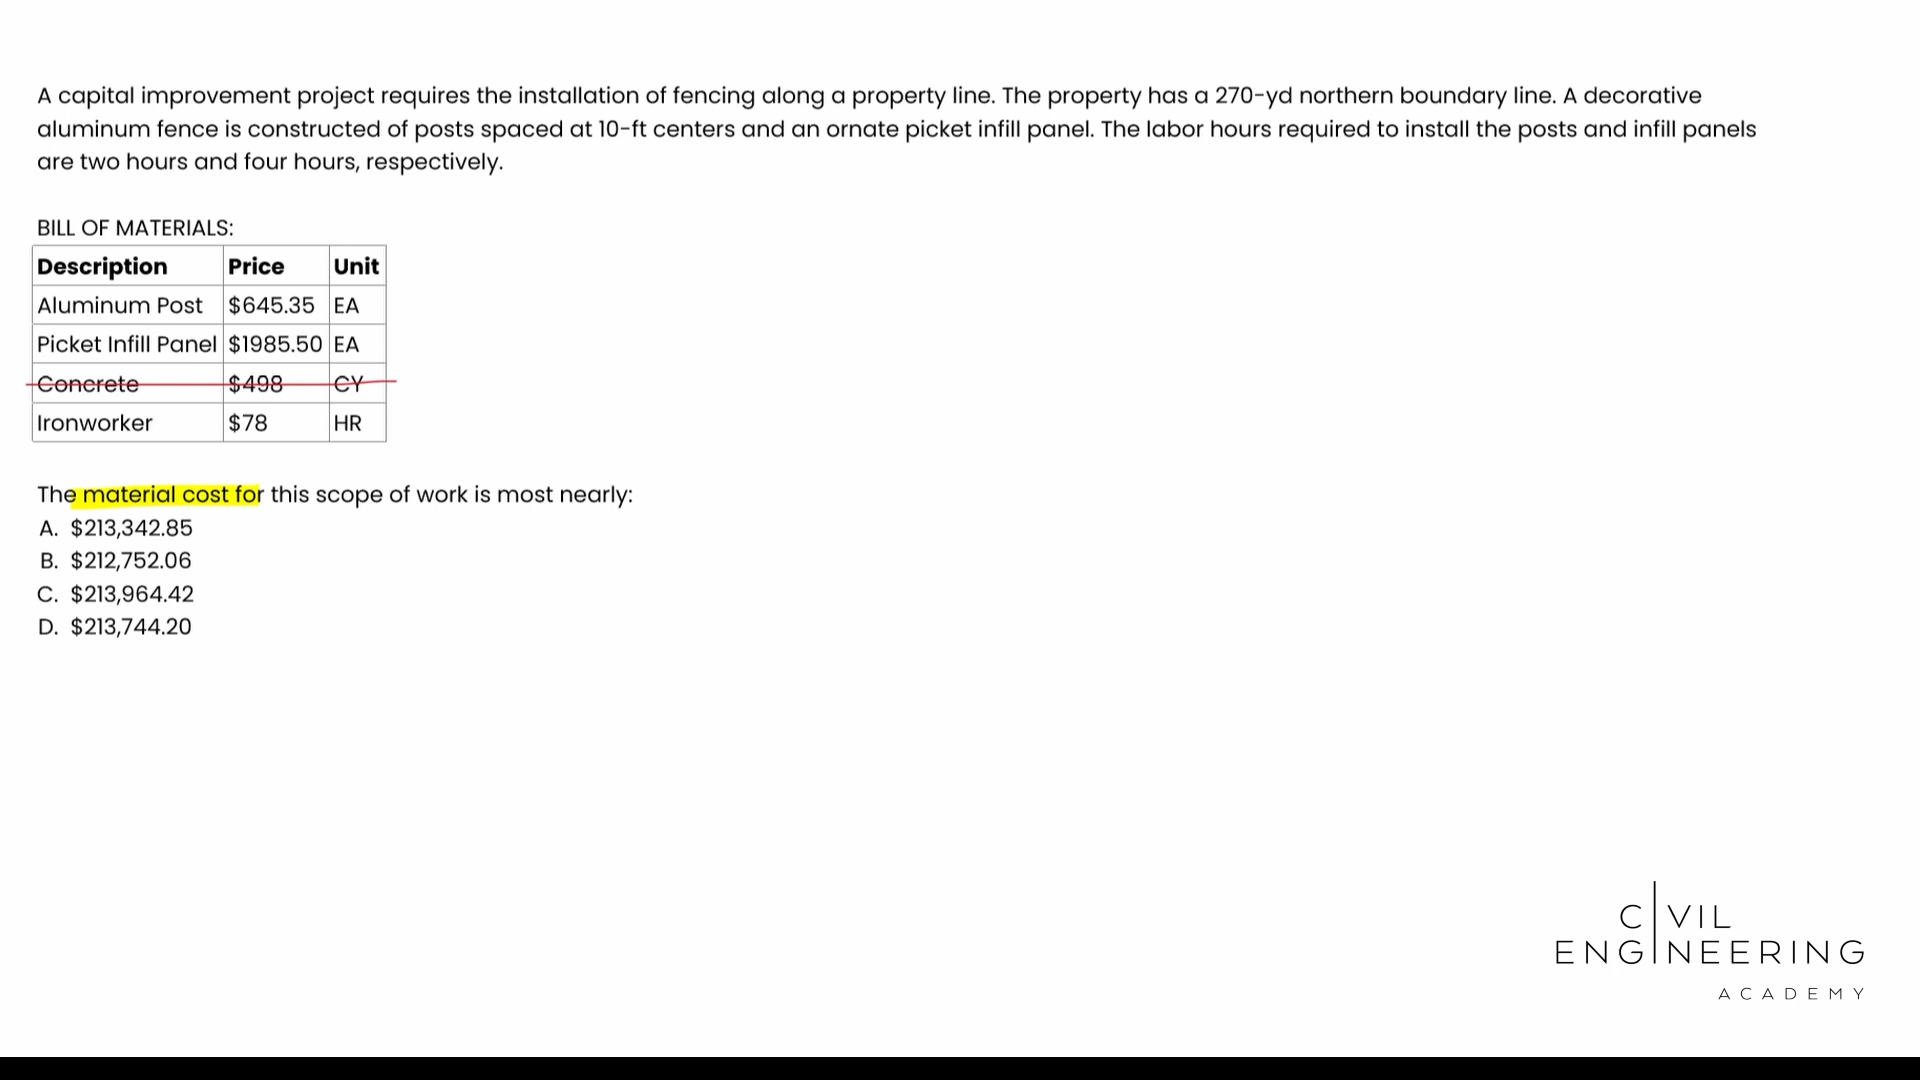 A capital improvement project requires the installation of fencing along a property line. The property has a 270-yd northern boundary line. A decorative
aluminum fence is constructed of posts spaced at 10-ft centers and an ornate picket infill panel. The labor hours required to install the posts and infill panels
are two hours and four hours, respectively.
BILL OF MATERIALS:
Description Price Unit
Aluminum Post $645.35 EA
Picket Infill Panel $1985.50 EA
Concrete $498 CY
Ironworker $78 HR
The material cost for this scope of work is most nearly:
A. $213,342.85
B. $212,752.06
C. $213,964.42
D. $213,744.20
CIVIL
ENGINEERING
ACADEMY